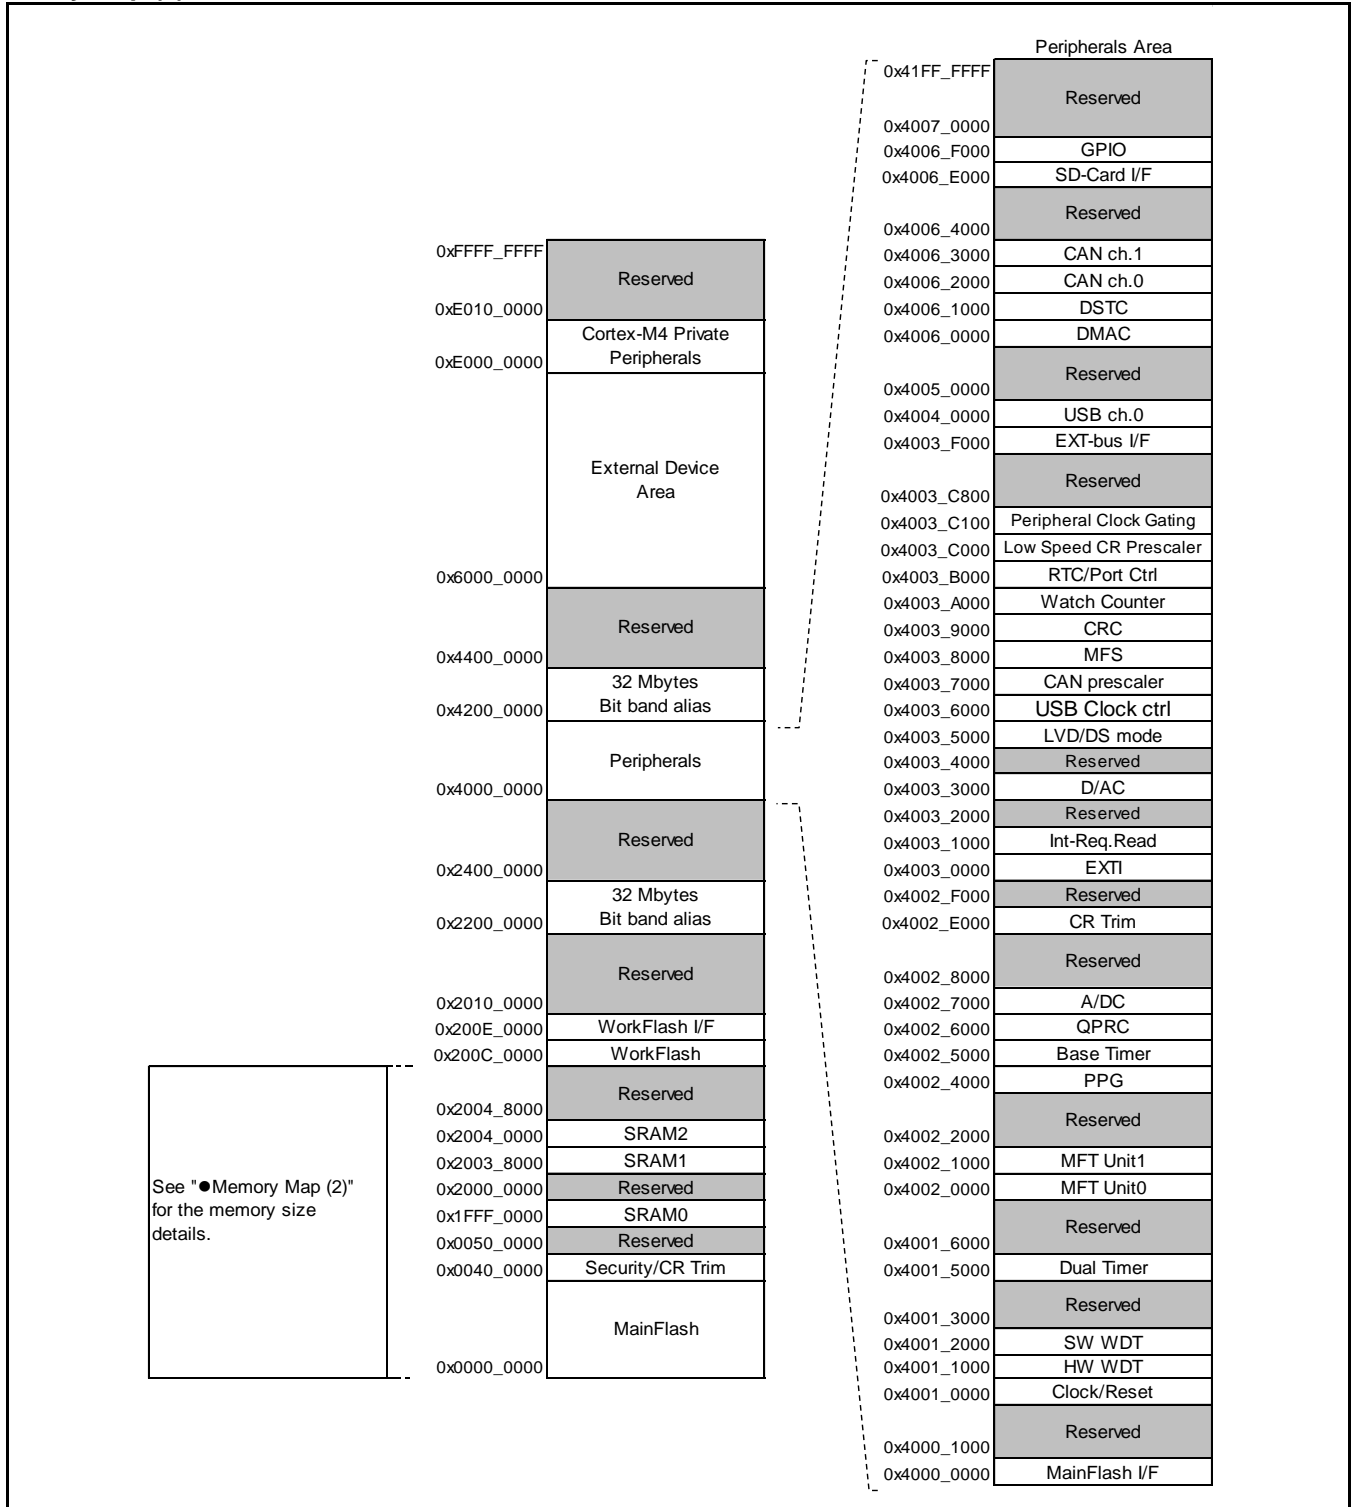 Peripherals Area
0x41FF_FFFF
Reserved
0x4007_0000
0x4006_F000 GPIO
0x4006_E000 SD-Card I/F
Reserved
0x4006_4000
0x4006_3000 CAN ch.1
0x4006_2000 CAN ch.0
0x4006_1000 DSTC
0x4006_0000 DMAC
Reserved
0x4005_0000
0x4004_0000 USB ch.0
0x4003_F000 EXT-bus I/F
Reserved
0x4003_C800
0x4003_C100 Peripheral Clock Gating
0x4003_C000 Low Speed CR Prescaler
0x4003_B000 RTC/Port Ctrl
0x4003_A000 Watch Counter
0x4003_9000 CRC
0x4003_8000 MFS
0x4003_7000 CAN prescaler
0x4003_6000 USB Clock ctrl
0x4003_5000 LVD/DS mode
0x4003_4000 Reserved
0x4003_3000 D/AC
0x4003_2000 Reserved
0x4003_1000 Int-Req.Read
0x4003_0000 EXTI
0x4002_F000 Reserved
0x4002_E000 CR Trim
Reserved
0x4002_8000
0x4002_7000 A/DC
0x4002_6000 QPRC
0x4002_5000 Base Timer
0x4002_4000 PPG
Reserved
0x4002_2000
0x4002_1000 MFT Unit1
0x4002_0000 MFT Unit0
Reserved
0x4001_6000
0x4001_5000 Dual Timer
Reserved
0x4001_3000
0x4001_2000 SW WDT
0x4001_1000 HW WDT
0x4001_0000 Clock/Reset
Reserved
0x4000_1000
0x4000_0000 MainFlash I/F
0xFFFF_FFFF
Reserved
0xE010_0000
Cortex-M4 Private
Peripherals
0xE000_0000
External Device
Area
0x6000_0000
Reserved
0x4400_0000
32 Mbytes
Bit band alias
0x4200_0000
Peripherals
0x4000_0000
Reserved
0x2400_0000
32 Mbytes
Bit band alias
0x2200_0000
Reserved
0x2010_0000
0x200E_0000 WorkFlash I/F
0x200C_0000 WorkFlash
Reserved
0x2004_8000
0x2004_0000 SRAM2
0x2003_8000 SRAM1
0x2000_0000 Reserved
0x1FFF_0000 SRAM0
0x0050_0000 Reserved
0x0040_0000 Security/CR Trim
MainFlash
0x0000_0000
See "●Memory Map (2)"
for the memory size
details.